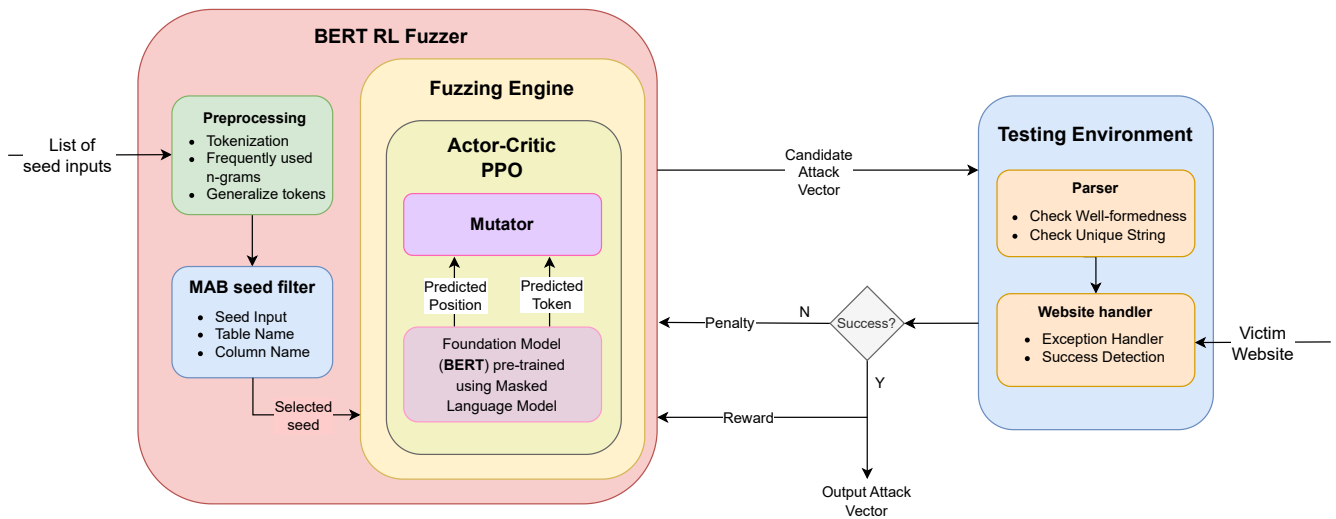 BERT RL Fuzzer
List of
seed inputs
Preprocessing
Tokenization
Frequently used
n-grams
Generalize tokens
MAB seed filter
Seed Input
Table Name
Column Name
Selected
seed
Fuzzing Engine
Actor-Critic
PPO
Mutator
Predicted
Position
Predicted
Token
Foundation Model
(BERT) pre-trained
using Masked
Language Model
Candidate
Attack
Vector
Penalty
N
Success?
Y
Reward
Output Attack
Vector
Testing Environment
Parser
Check Well-formedness
Check Unique String
Website handler
Exception Handler
Success Detection
Victim
Website